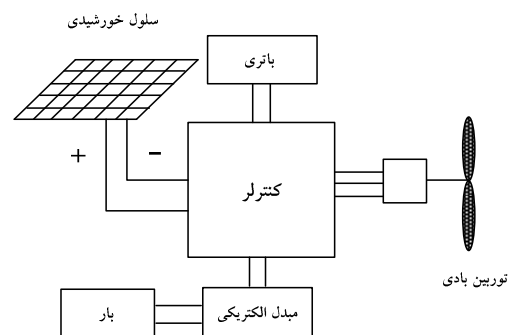 سلول خورشیدی
باتری
+ −
کنترلر
توربین بادی
مبدل الکتریکی
بار